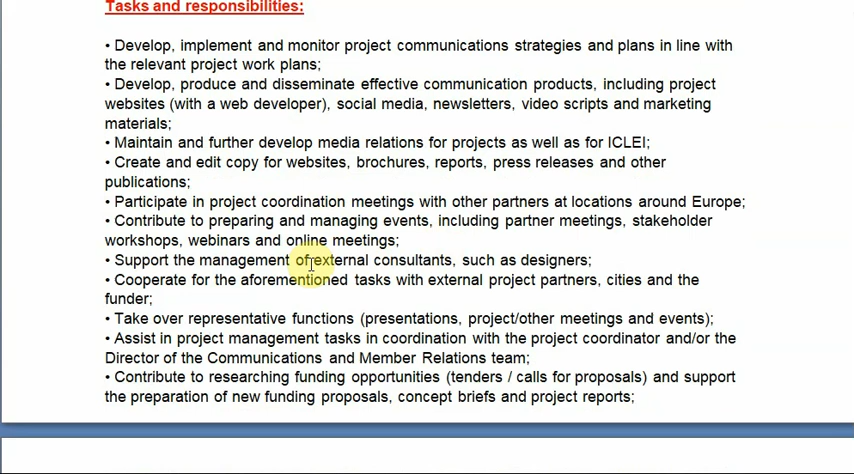 Tasks and responsibilities:
• Develop, implement and monitor project communications strategies and plans in line with
the relevant project work plans;
• Develop, produce and disseminate effective communication products, including project
websites (with a web developer), social media, newsletters, video scripts and marketing
materials;
• Maintain and further develop media relations for projects as well as for ICLEI;
• Create and edit copy for websites, brochures, reports, press releases and other
publications;
• Participate in project coordination meetings with other partners at locations around Europe;
• Contribute to preparing and managing events, including partner meetings, stakeholder
workshops, webinars and online meetings;
• Support the management of external consultants, such as designers;
• Cooperate for the aforementioned tasks with external project partners, cities and the
funder;
• Take over representative functions (presentations, project/other meetings and events);
• Assist in project management tasks in coordination with the project coordinator and/or the
Director of the Communications and Member Relations team;
• Contribute to researching funding opportunities (tenders / calls for proposals) and support
the preparation of new funding proposals, concept briefs and project reports;